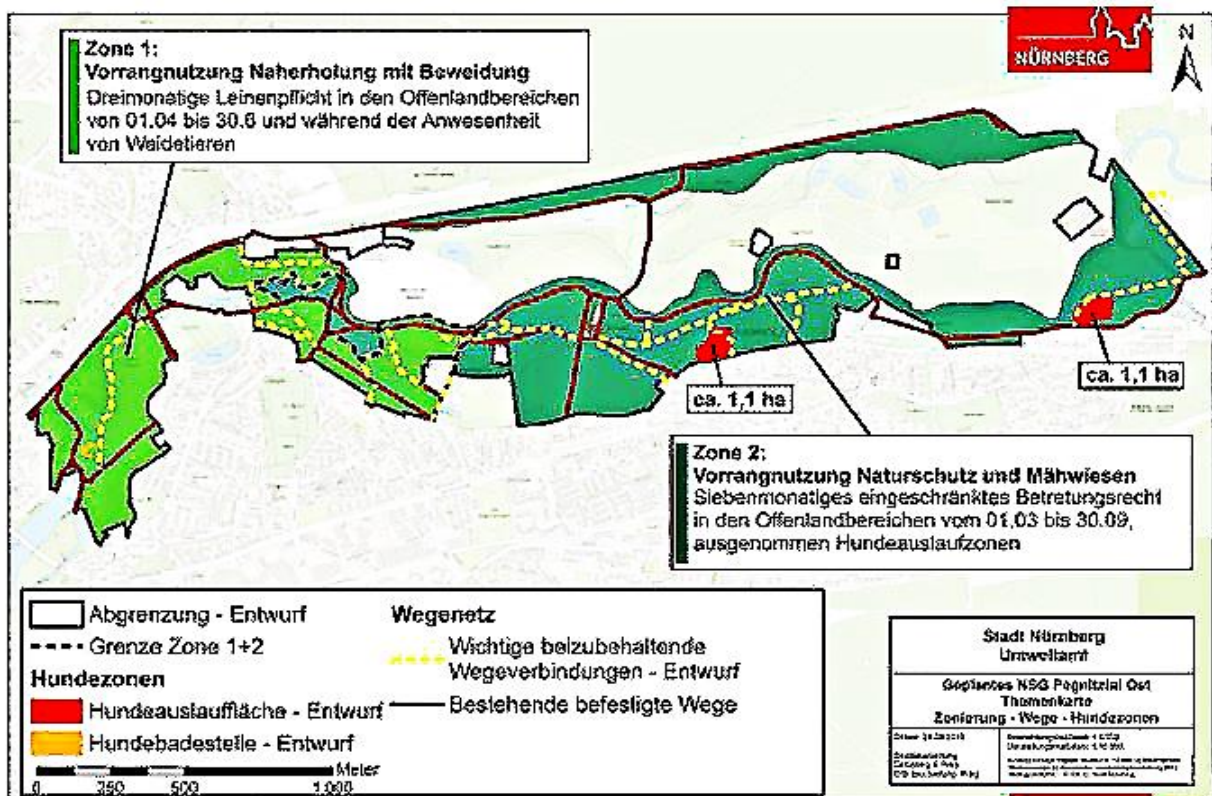 Zone 1:
Vorrangnutzung Naherholung mit Beweidung
Dreimonatige Leinenpflicht in den Offenlandbereichen
von 01.04 bis 30.6 und während der Anwesenheit
von Weidetieren
NÜRNBERG
N
ca. 1,1 ha
ca. 1,1 ha
Zone 2:
Vorrangnutzung Naturschutz und Mähwiesen
Siebenmonatiges eingeschränktes Betretungsrecht
in den Offenlandbereichen vom 01.03 bis 30.09,
ausgenommen Hundeauslaufzonen
Abgrenzung - Entwurf
Grenze Zone 1+2
Hundezonen
Hundeauslauffläche - Entwurf
Hundebadestelle - Entwurf
Meter
0 250 500 1.000
Wegenetz
Wichtige beizubehaltende
Wegeverbindungen - Entwurf
Bestehende befestigte Wege
Stadt Nürnberg
Umweltamt
Geplantes NSG Pegnitztal Ost
Themenkarte
Zonierung - Wege - Hundezonen